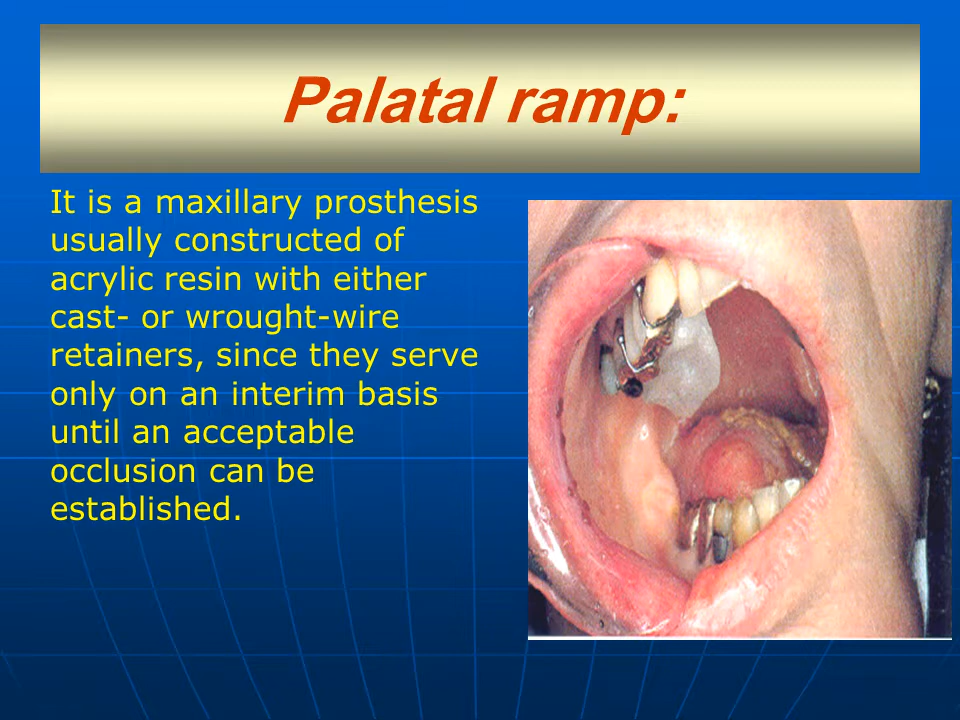 Palatal ramp:
It is a maxillary prosthesis
usually constructed of
acrylic resin with either
cast- or wrought-wire
retainers, since they serve
only on an interim basis
until an acceptable
occlusion can be
established.